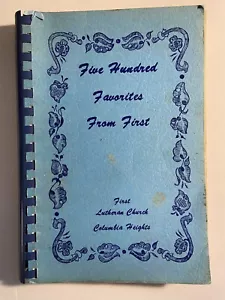 Five Hundred
Favorites
From First
First
Lutheran Church
Columbia Heights